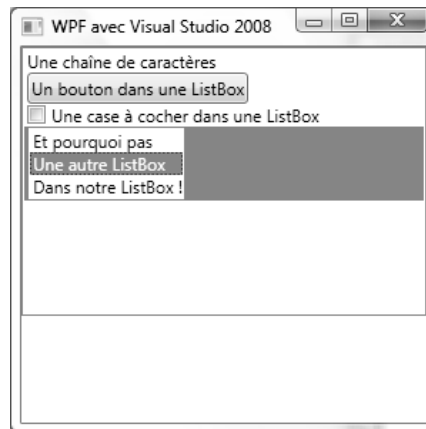 WPF avec Visual Studio 2008
Une chaîne de caractères
Un bouton dans une ListBox
Une case à cocher dans une ListBox
Et pourquoi pas
Une autre ListBox
Dans notre ListBox !